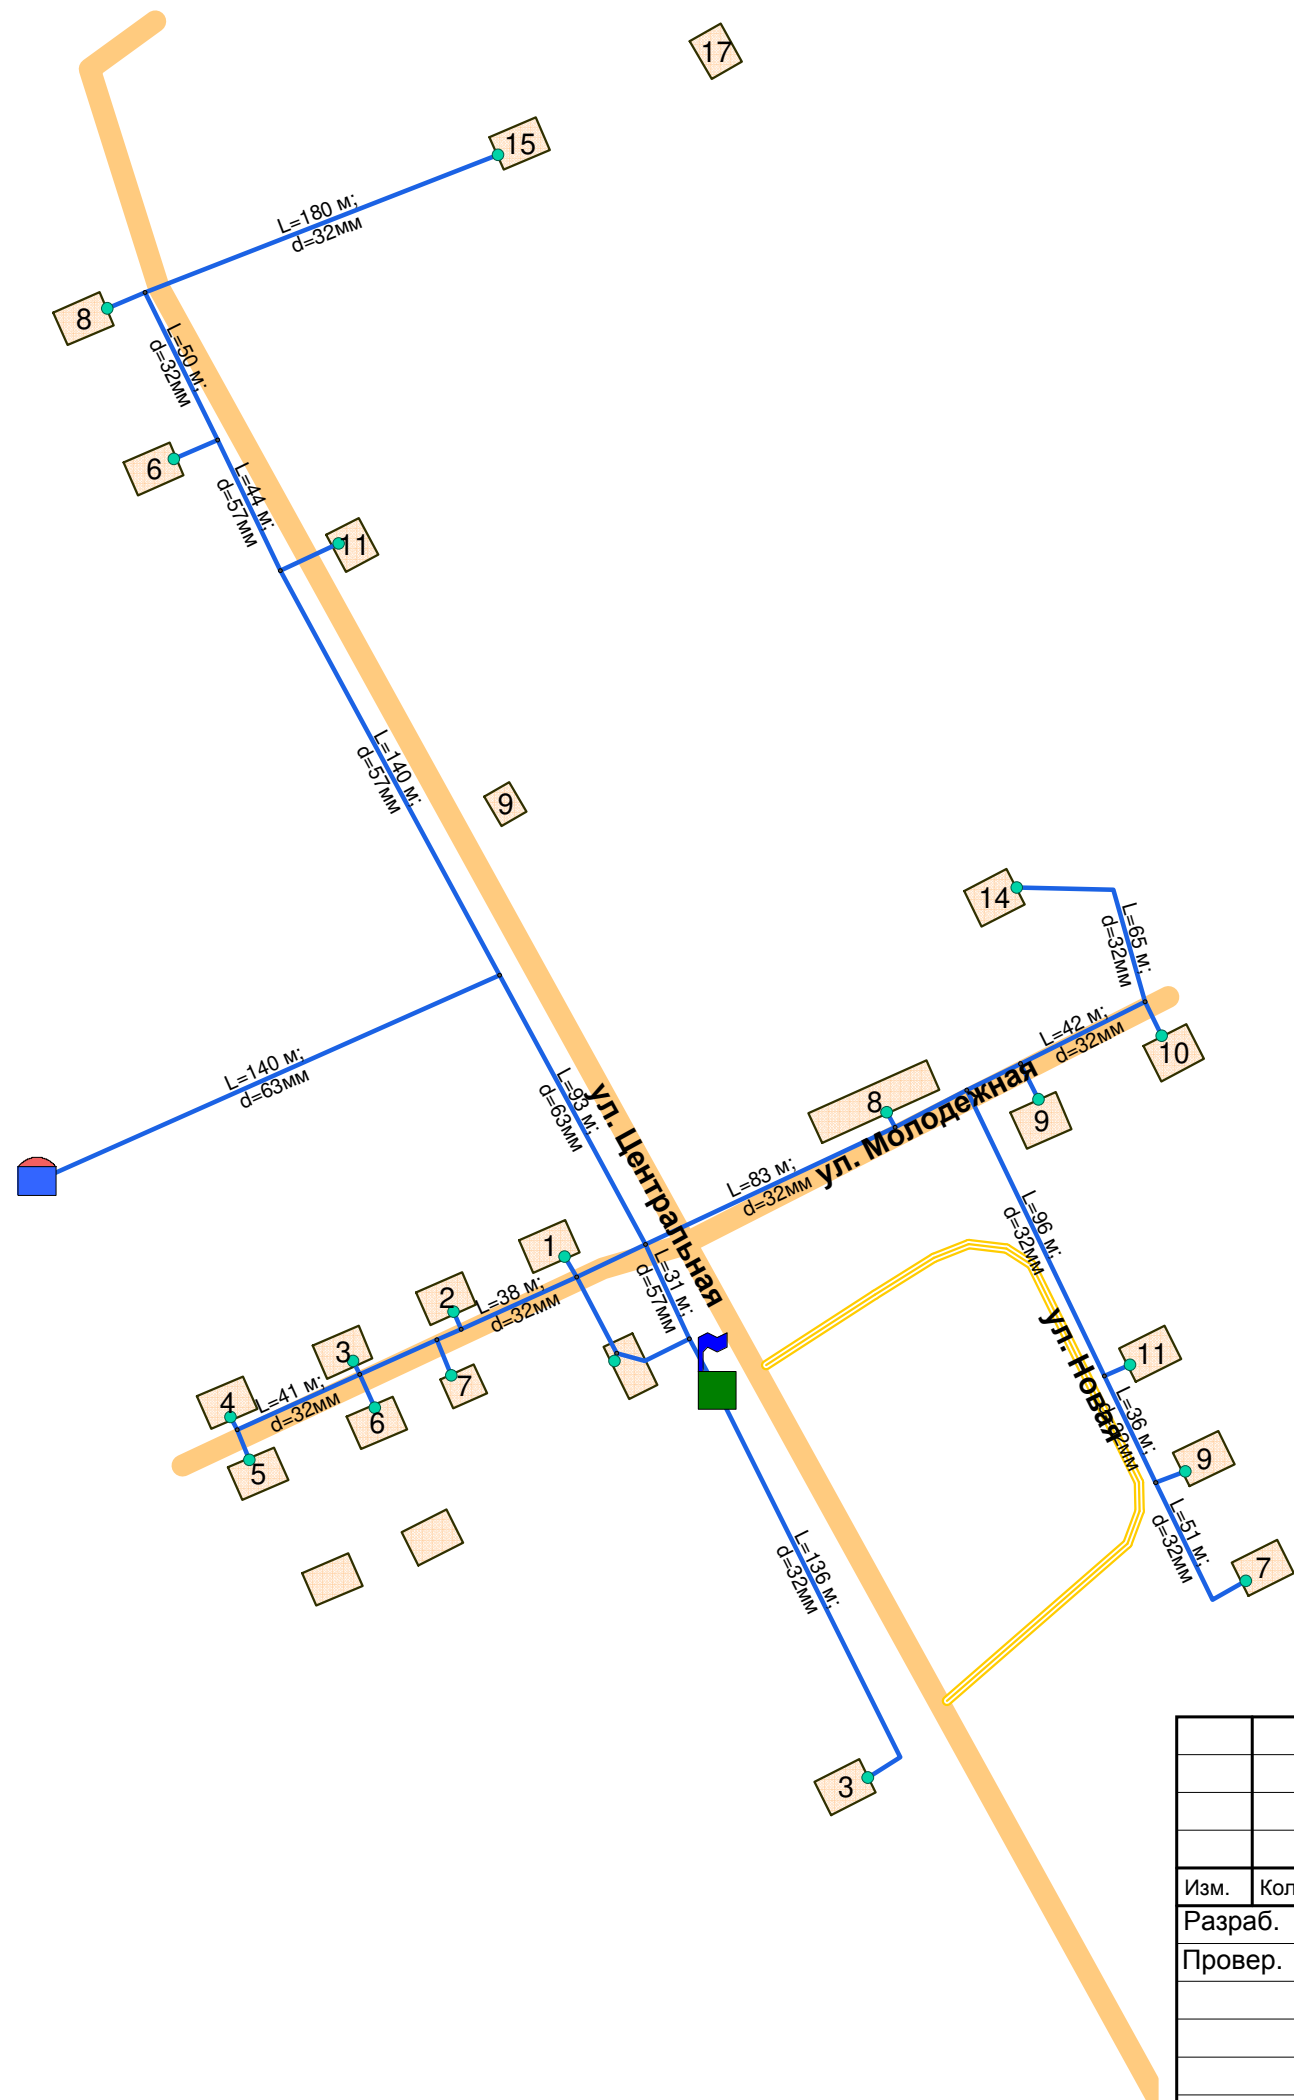 17
15
L=180 м;
d=32мм
8
L=50 м;
d=32мм
6
L=44 м;
d=57мм
11
L=140 м;
d=57мм
9
14
L=65 м;
d=32мм
L=42 м;
d=32мм
10
L=140 м;
d=63мм
L=93 м;
d=63мм
ул. Центральная
8
9
ул. Молодежная
L=83 м;
d=32мм
L=96 м;
d=32мм
1
L=31 м;
d=57мм
2
L=38 м;
d=32мм
3
7
4
L=41 м;
d=32мм
6
5
ул. Новая
11
L=36 м;
d=32мм
9
L=51 м;
d=32мм
7
L=136 м;
d=32мм
3
Изм.
Кол
Разраб.
Провер.